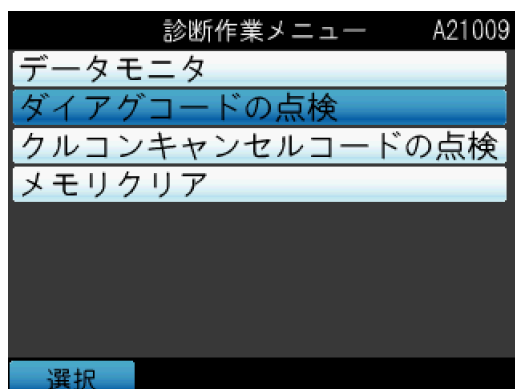 診断作業メニュー A21009
データモニタ
ダイアグコードの点検
クルコンキャンセルコードの点検
メモリクリア
選択